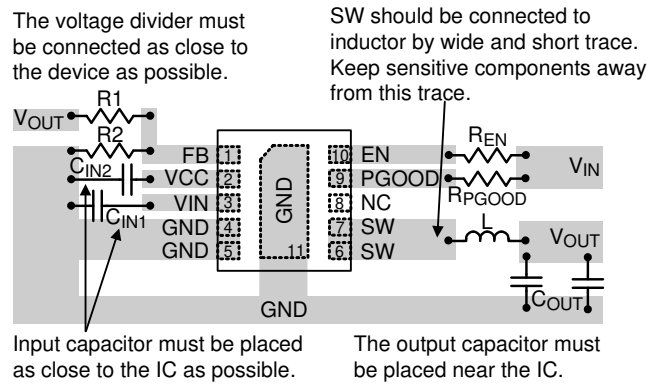 The voltage divider must
be connected as close to
the device as possible.
SW should be connected to
inductor by wide and short trace.
Keep sensitive components away
from this trace.
VOUT
R1
R2
CIN2
CIN1
FB 1
VCC 2
VIN 3
GND 4
GND 5
GND
11
10 EN
9 PGOOD
8 NC
7 SW
6 SW
REN
RPGOOD
VIN
L
VOUT
COUT
GND
Input capacitor must be placed
as close to the IC as possible.
The output capacitor must
be placed near the IC.